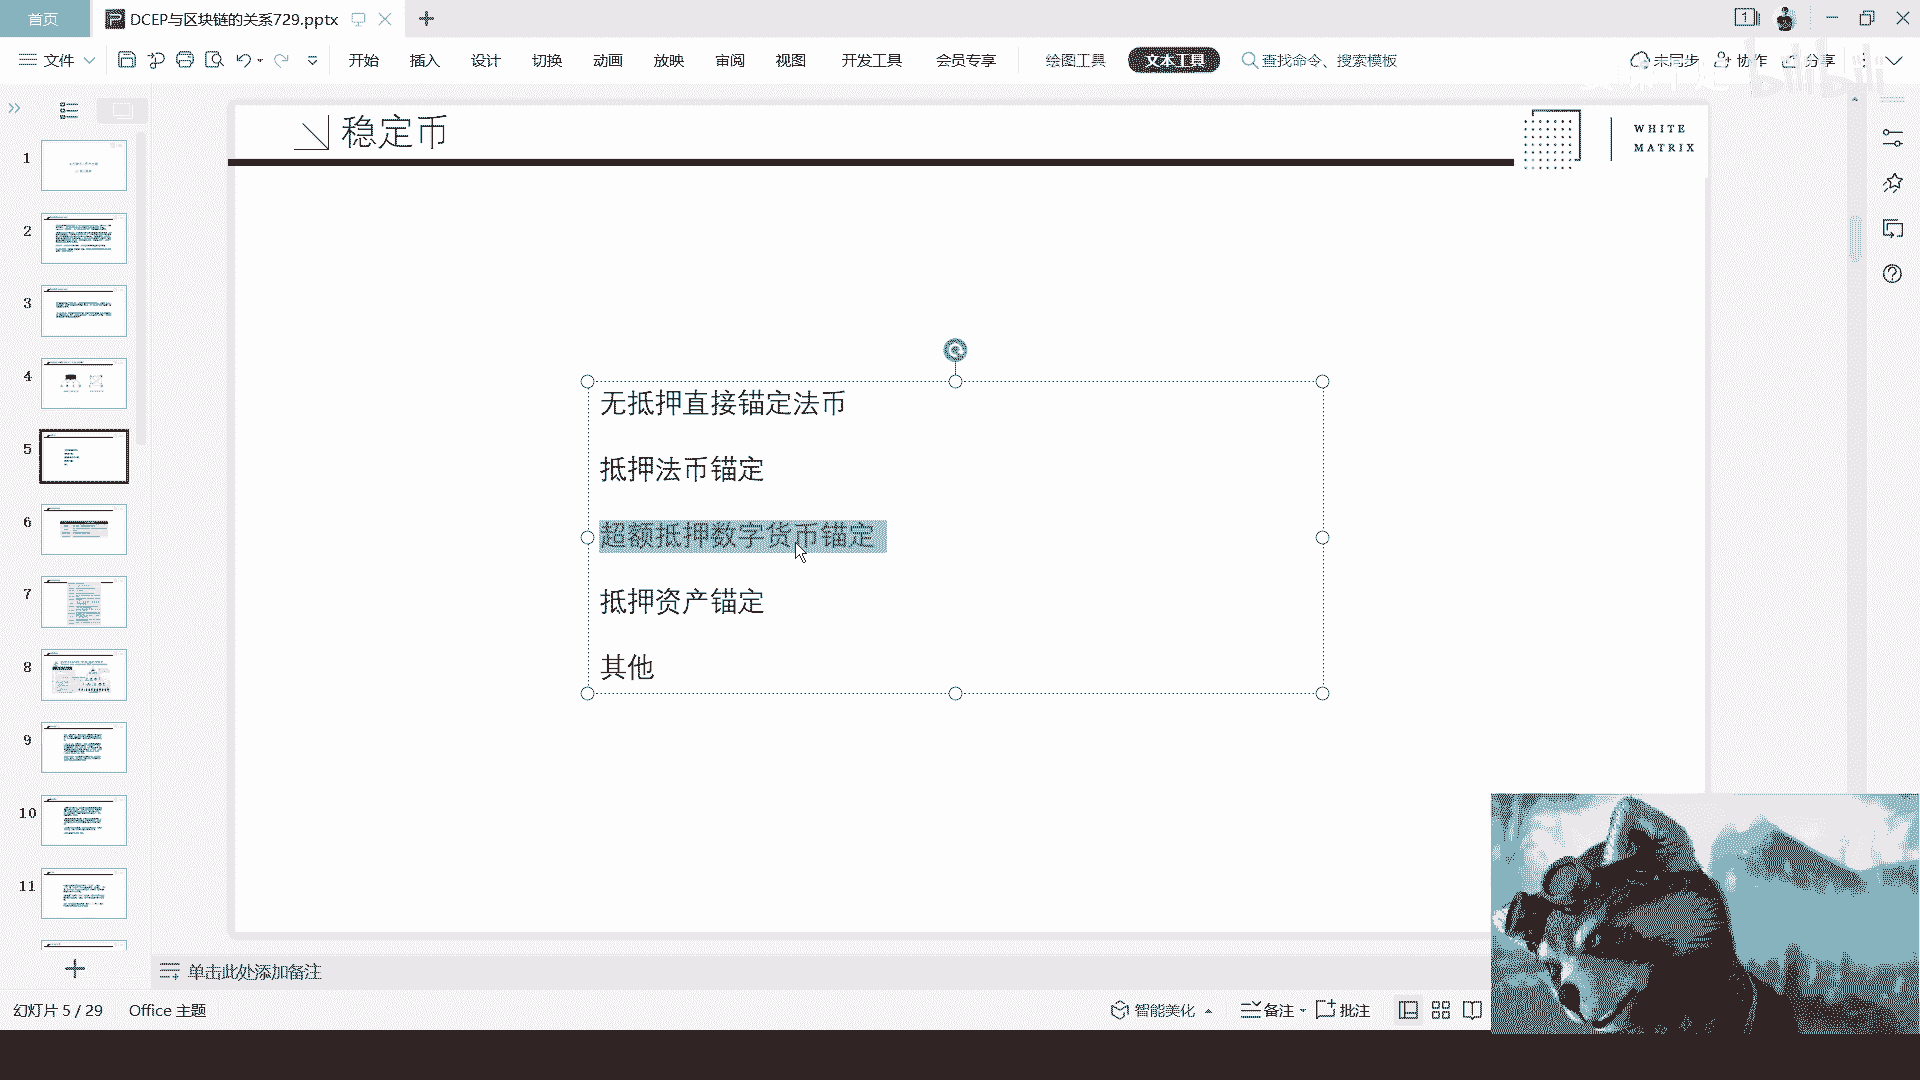 首页
DCEP与区块链的关系729.pptx
1
文件
开始
插入
设计
切换
动画
放映
审阅
视图
开发工具
会员专享
绘图工具
文本工具
查找命令、搜索模板
未同步
协作
分享
bilibili
稳定币
WHITE
MATRIX
无抵押直接锚定法币
抵押法币锚定
超额抵押数字货币锚定
抵押资产锚定
其他
1
2
3
4
5
6
7
8
9
10
11
单击此处添加备注
幻灯片 5 / 29
Office 主题
智能美化
备注
批注